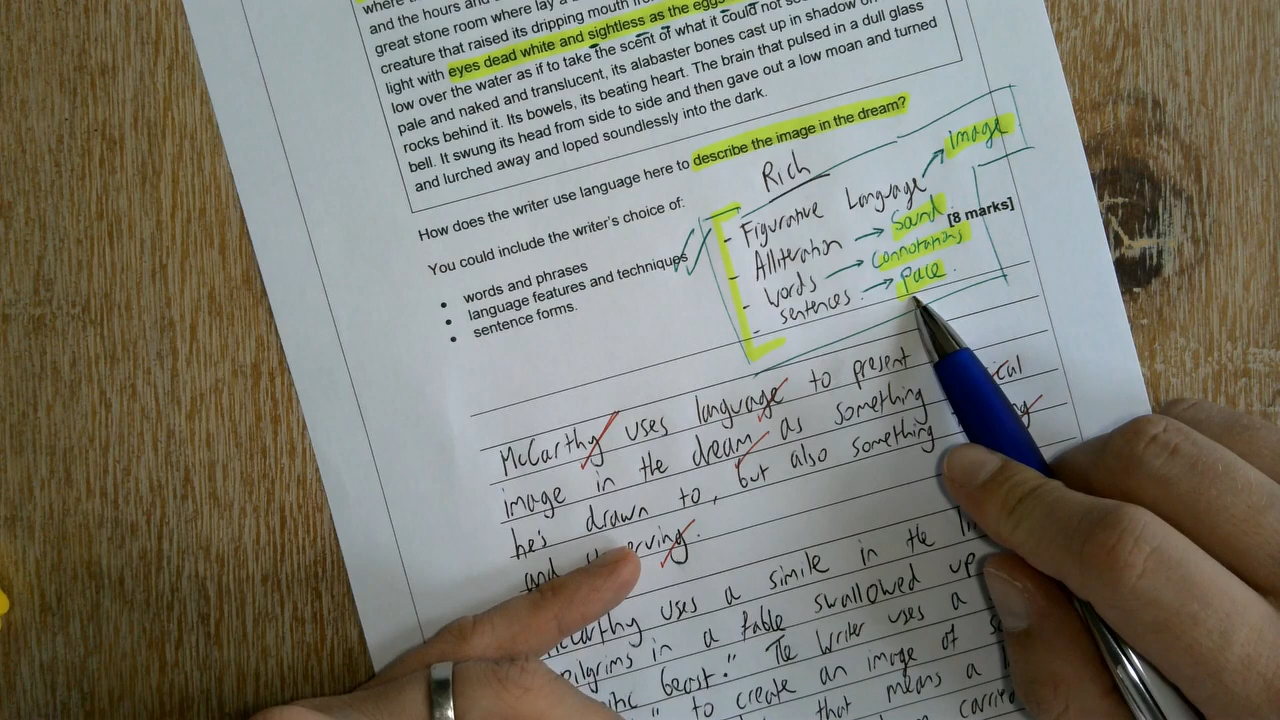 where
and the hours and
great stone room where lay a
creature that raised its dripping mouth from
light with eyes dead white and sightless as the eggs
low over the water as if to take the scent of what it could not
pale and naked and translucent, its alabaster bones cast up in shadow on
rocks behind it. Its bowels, its beating heart. The brain that pulsed in a dull glass
bell. It swung its head from side to side and then gave out a low moan and turned
and lurched away and loped soundlessly into the dark.
How does the writer use language here to describe the image in the dream?
You could include the writer's choice of:
• words and phrases
• language features and techniques
• sentence forms.
[8 marks]
Rich
- Figurative Language → image
- Alliteration → Sound
- Words → Connotations
- sentences. → Pace.
McCarthy uses language to present
image in the dream as something
he's drawn to, but also something
and
McCarthy uses a simile in the
pilgrims in a fable swallowed up
beast." The writer uses a
" to create an image of
that means a
carried